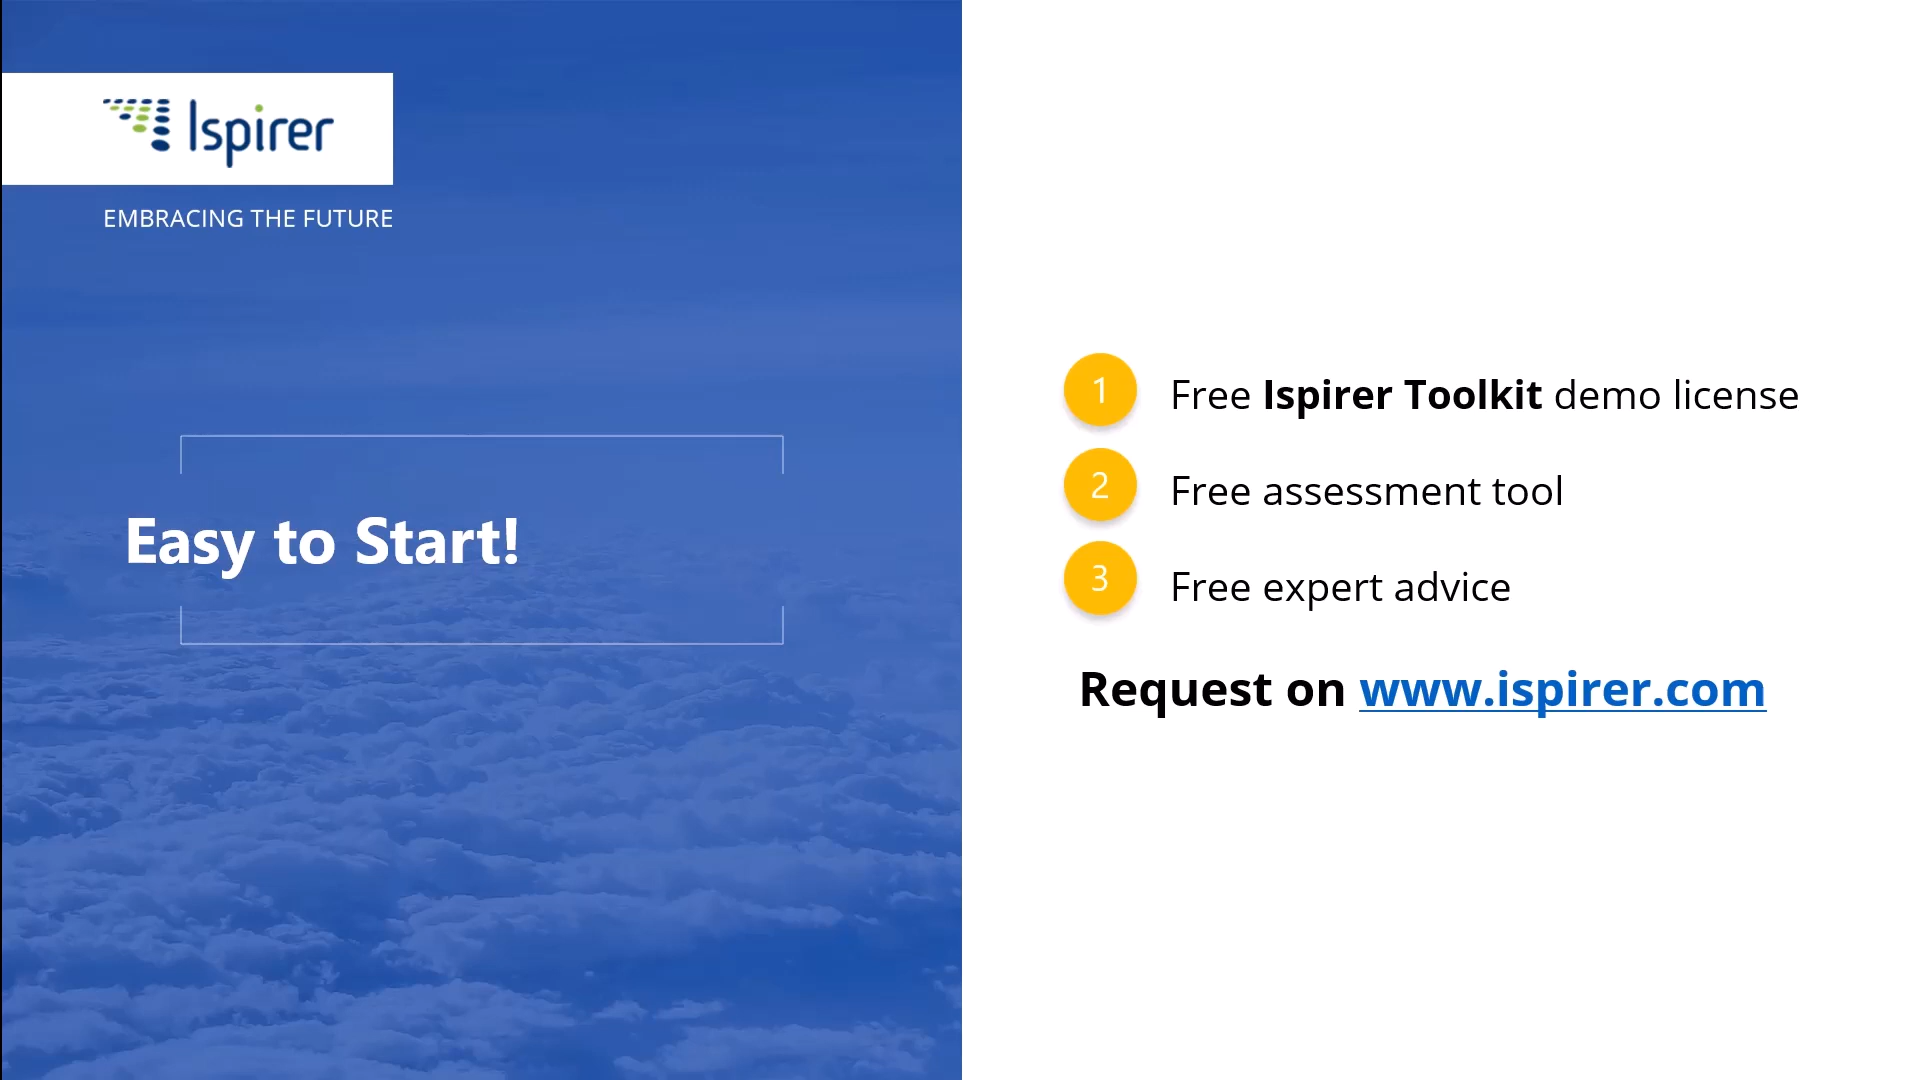 Ispirer
EMBRACING THE FUTURE
Easy to Start!
1 Free Ispirer Toolkit demo license
2 Free assessment tool
3 Free expert advice
Request on www.ispirer.com